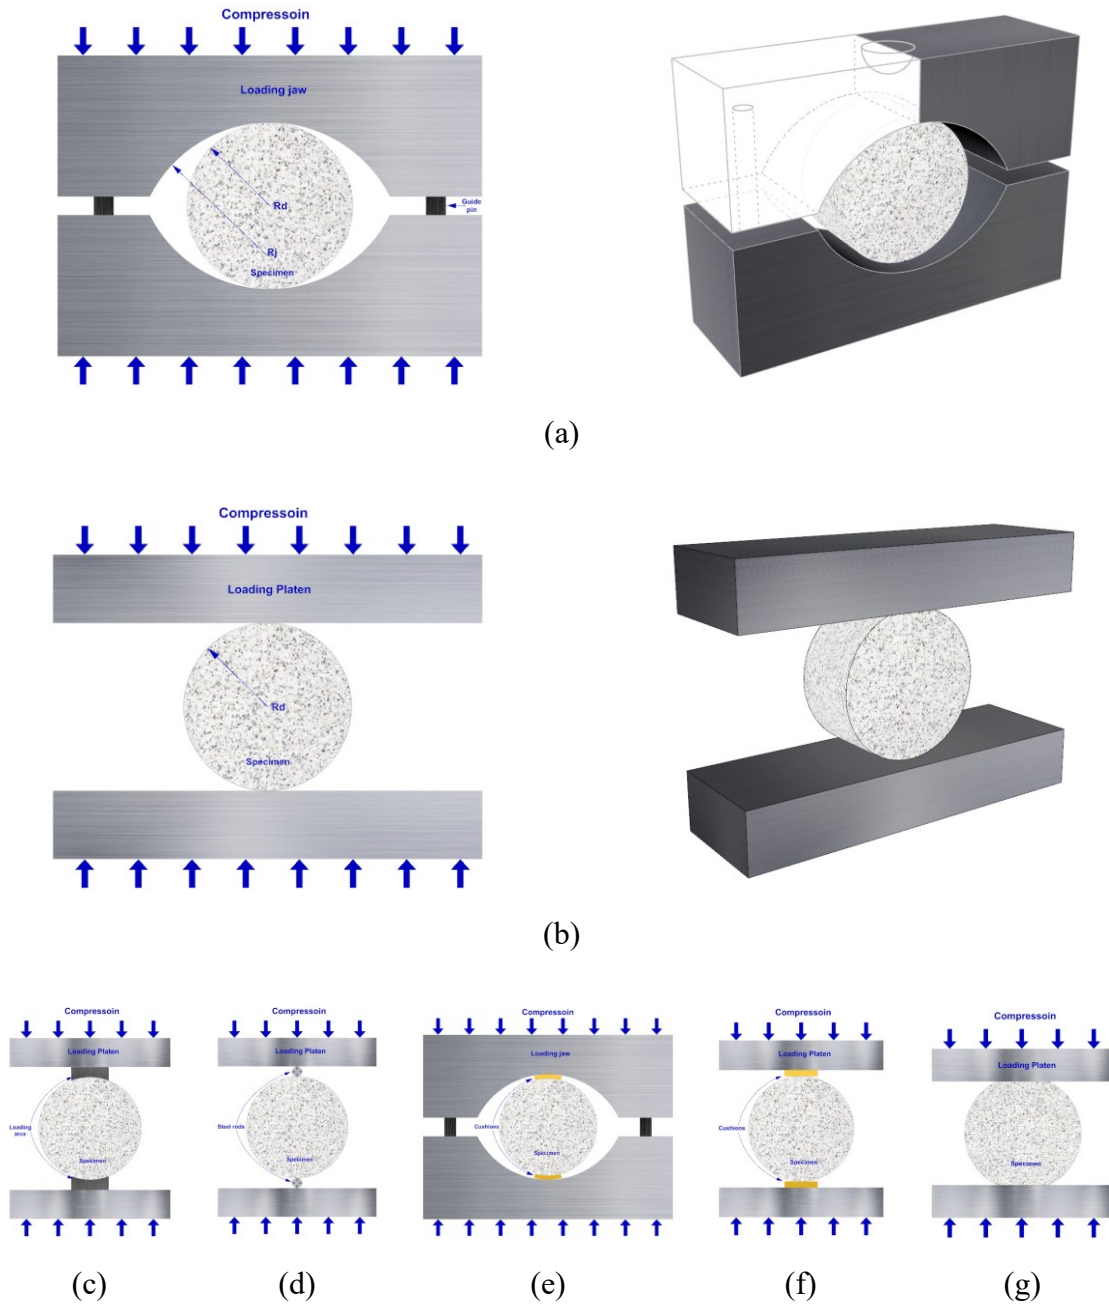 Compressoin
Loading jaw
Rd
Guide
pin
Rj
Specimen
(a)
Compressoin
Loading Platen
Rd
Specimen
(b)
Compressoin
Loading Platen
Loading
arcs
Specimen
(c)
Compressoin
Loading Platen
Steel rods
Specimen
(d)
Compressoin
Loading jaw
Cushions
Specimen
(e)
Compressoin
Loading Platen
Cushions
Specimen
(f)
Compressoin
Loading Platen
Specimen
(g)